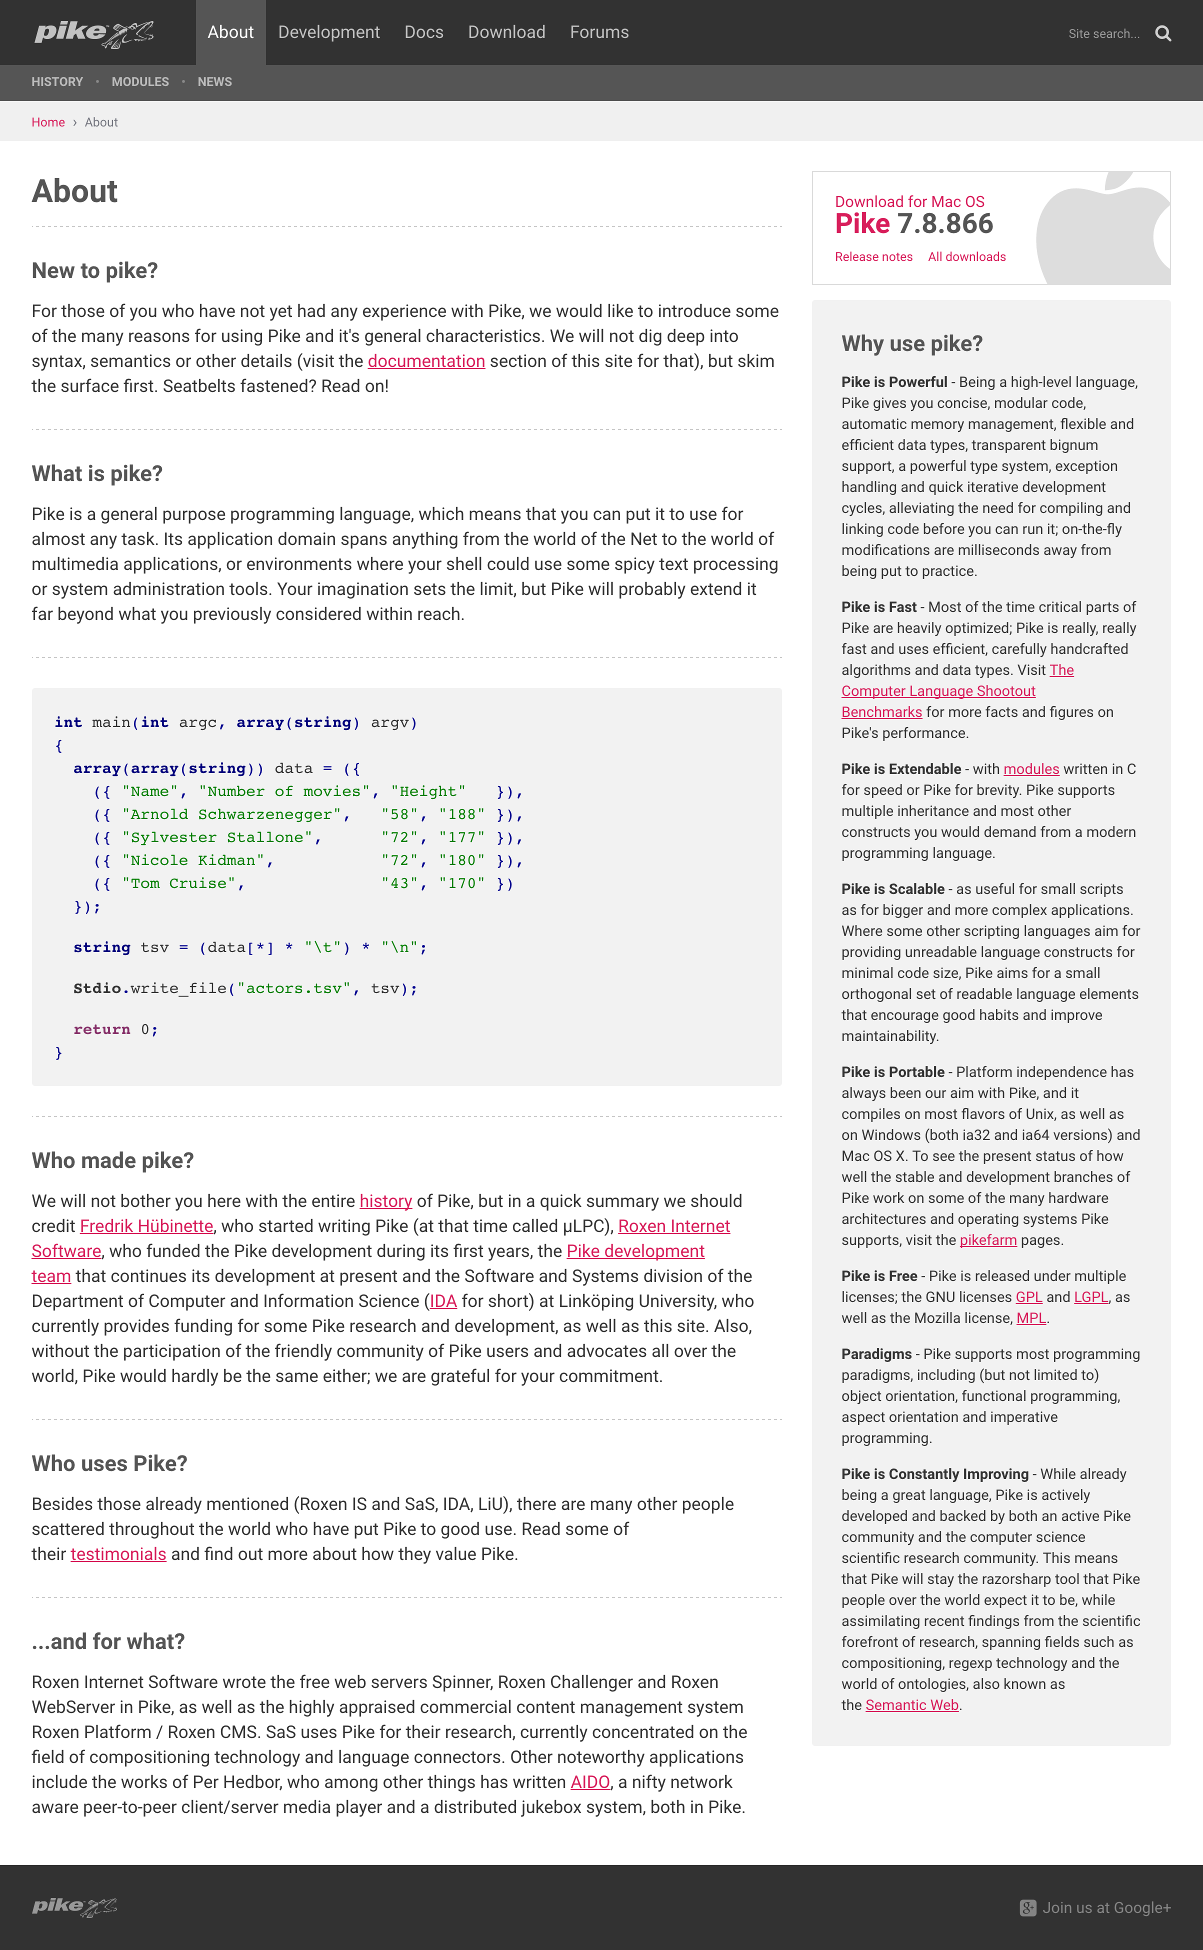 pike
About
Development
Docs
Download
Forums
Site search...
HISTORY • MODULES • NEWS
Home › About
About
New to pike?
For those of you who have not yet had any experience with Pike, we would like to introduce some
of the many reasons for using Pike and it's general characteristics. We will not dig deep into
syntax, semantics or other details (visit the documentation section of this site for that), but skim
the surface first. Seatbelts fastened? Read on!
What is pike?
Pike is a general purpose programming language, which means that you can put it to use for
almost any task. Its application domain spans anything from the world of the Net to the world of
multimedia applications, or environments where your shell could use some spicy text processing
or system administration tools. Your imagination sets the limit, but Pike will probably extend it
far beyond what you previously considered within reach.
int main(int argc, array(string) argv)
{
  array(array(string)) data = ({
    ({ "Name", "Number of movies", "Height"   }),
    ({ "Arnold Schwarzenegger",   "58", "188" }),
    ({ "Sylvester Stallone",      "72", "177" }),
    ({ "Nicole Kidman",           "72", "180" }),
    ({ "Tom Cruise",              "43", "170" })
  });
  string tsv = (data[*] * "\t") * "\n";
  Stdio.write_file("actors.tsv", tsv);
  return 0;
}
Who made pike?
We will not bother you here with the entire history of Pike, but in a quick summary we should
credit Fredrik Hübinette, who started writing Pike (at that time called µLPC), Roxen Internet
Software, who funded the Pike development during its first years, the Pike development
team that continues its development at present and the Software and Systems division of the
Department of Computer and Information Science (IDA for short) at Linköping University, who
currently provides funding for some Pike research and development, as well as this site. Also,
without the participation of the friendly community of Pike users and advocates all over the
world, Pike would hardly be the same either; we are grateful for your commitment.
Who uses Pike?
Besides those already mentioned (Roxen IS and SaS, IDA, LiU), there are many other people
scattered throughout the world who have put Pike to good use. Read some of
their testimonials and find out more about how they value Pike.
...and for what?
Roxen Internet Software wrote the free web servers Spinner, Roxen Challenger and Roxen
WebServer in Pike, as well as the highly appraised commercial content management system
Roxen Platform / Roxen CMS. SaS uses Pike for their research, currently concentrated on the
field of compositioning technology and language connectors. Other noteworthy applications
include the works of Per Hedbor, who among other things has written AIDO, a nifty network
aware peer-to-peer client/server media player and a distributed jukebox system, both in Pike.
Download for Mac OS
Pike 7.8.866
Release notes
All downloads
Why use pike?
Pike is Powerful - Being a high-level language,
Pike gives you concise, modular code,
automatic memory management, flexible and
efficient data types, transparent bignum
support, a powerful type system, exception
handling and quick iterative development
cycles, alleviating the need for compiling and
linking code before you can run it; on-the-fly
modifications are milliseconds away from
being put to practice.
Pike is Fast - Most of the time critical parts of
Pike are heavily optimized; Pike is really, really
fast and uses efficient, carefully handcrafted
algorithms and data types. Visit The
Computer Language Shootout
Benchmarks for more facts and figures on
Pike's performance.
Pike is Extendable - with modules written in C
for speed or Pike for brevity. Pike supports
multiple inheritance and most other
constructs you would demand from a modern
programming language.
Pike is Scalable - as useful for small scripts
as for bigger and more complex applications.
Where some other scripting languages aim for
providing unreadable language constructs for
minimal code size, Pike aims for a small
orthogonal set of readable language elements
that encourage good habits and improve
maintainability.
Pike is Portable - Platform independence has
always been our aim with Pike, and it
compiles on most flavors of Unix, as well as
on Windows (both ia32 and ia64 versions) and
Mac OS X. To see the present status of how
well the stable and development branches of
Pike work on some of the many hardware
architectures and operating systems Pike
supports, visit the pikefarm pages.
Pike is Free - Pike is released under multiple
licenses; the GNU licenses GPL and LGPL, as
well as the Mozilla license, MPL.
Paradigms - Pike supports most programming
paradigms, including (but not limited to)
object orientation, functional programming,
aspect orientation and imperative
programming.
Pike is Constantly Improving - While already
being a great language, Pike is actively
developed and backed by both an active Pike
community and the computer science
scientific research community. This means
that Pike will stay the razorsharp tool that Pike
people over the world expect it to be, while
assimilating recent findings from the scientific
forefront of research, spanning fields such as
compositioning, regexp technology and the
world of ontologies, also known as
the Semantic Web.
pike
Join us at Google+